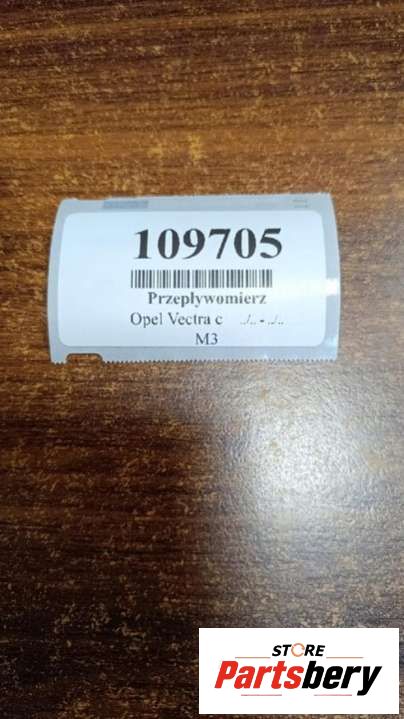 109705
Przepływomierz
Opel Vectra c ../.. - ../..
M3
STORE
Partsbery